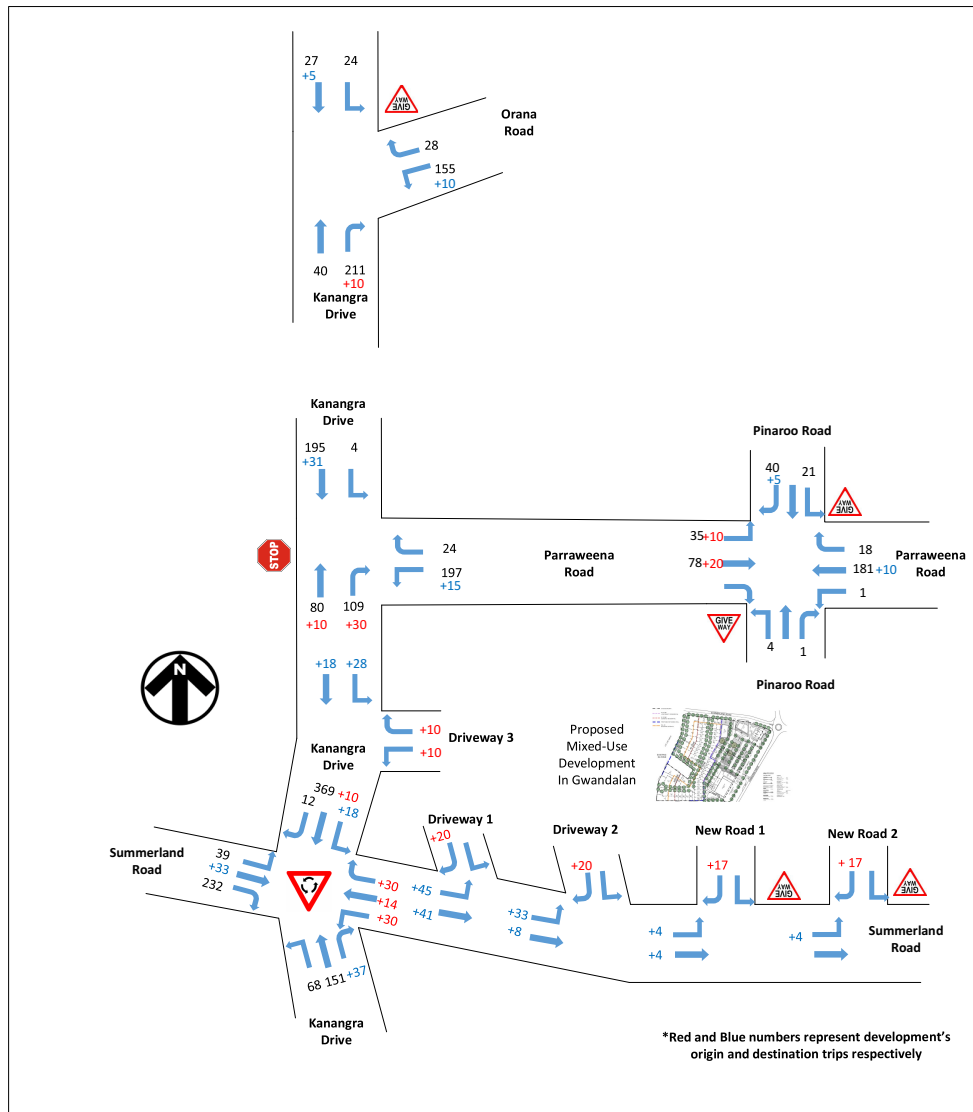 27 24
+5
GIVE WAY
Orana
Road
28
155
+10
40 211
+10
Kanangra
Drive
Kanangra
Drive
195 4
+31
Pinaroo Road
40 21
+5
GIVE WAY
STOP
24
197
+15
Parraweena
Road
35+10
78+20
18
181 +10
1
Parraweena
Road
80 109
+10 +30
GIVE WAY
4 1
Pinaroo Road
+18 +28
N
+10
+10
Driveway 3
Proposed
Mixed-Use
Development
In Gwandalan
Kanangra
Drive
12 369 +10
+18
Summerland
Road
39
+33
232
+30
+14
+30
68 151 +37
Kanangra
Drive
Driveway 1
+20
+45
+41
Driveway 2
+20
+33
+8
New Road 1
+17
GIVE WAY
+4
+4
New Road 2
+ 17
GIVE WAY
+4
Summerland
Road
*Red and Blue numbers represent development’s
origin and destination trips respectively